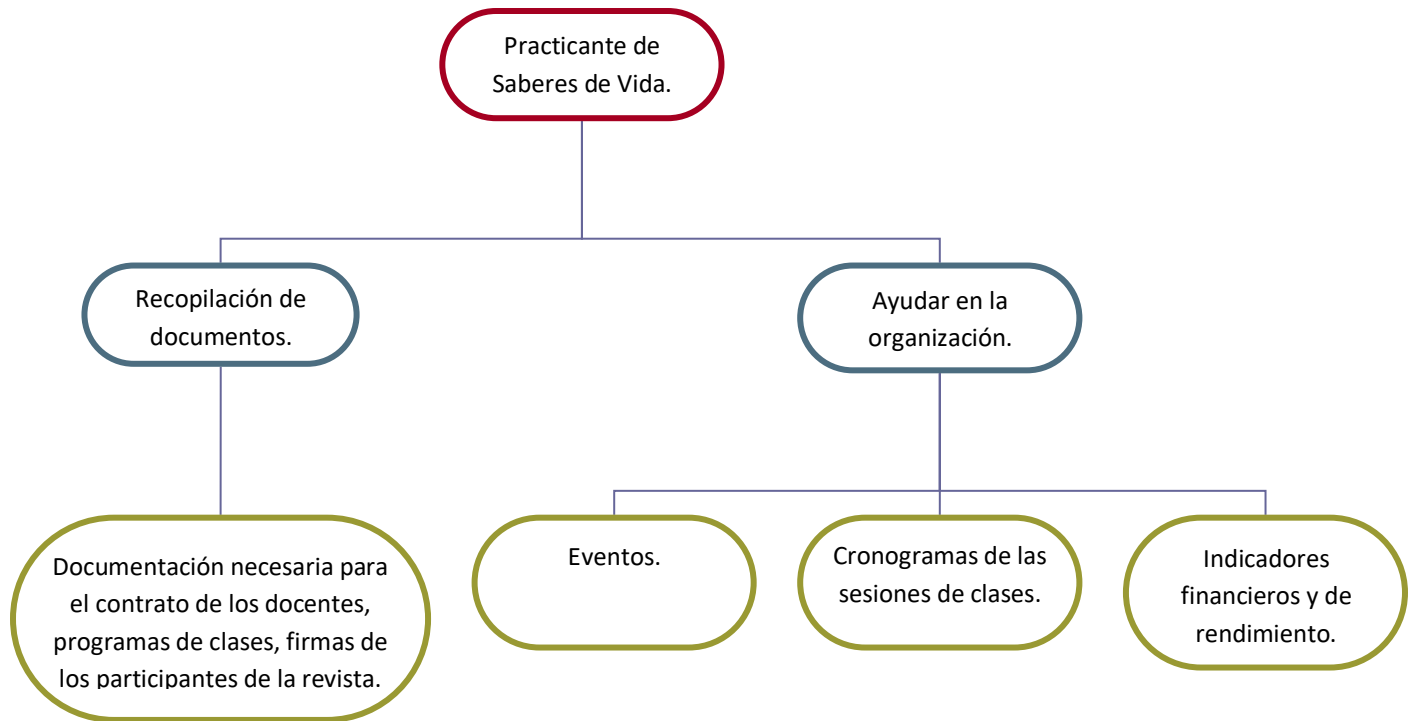 Practicante de
Saberes de Vida.
Recopilación de
documentos.
Ayudar en la
organización.
Documentación necesaria para
el contrato de los docentes,
programas de clases, firmas de
los participantes de la revista.
Eventos.
Cronogramas de las
sesiones de clases.
Indicadores
financieros y de
rendimiento.